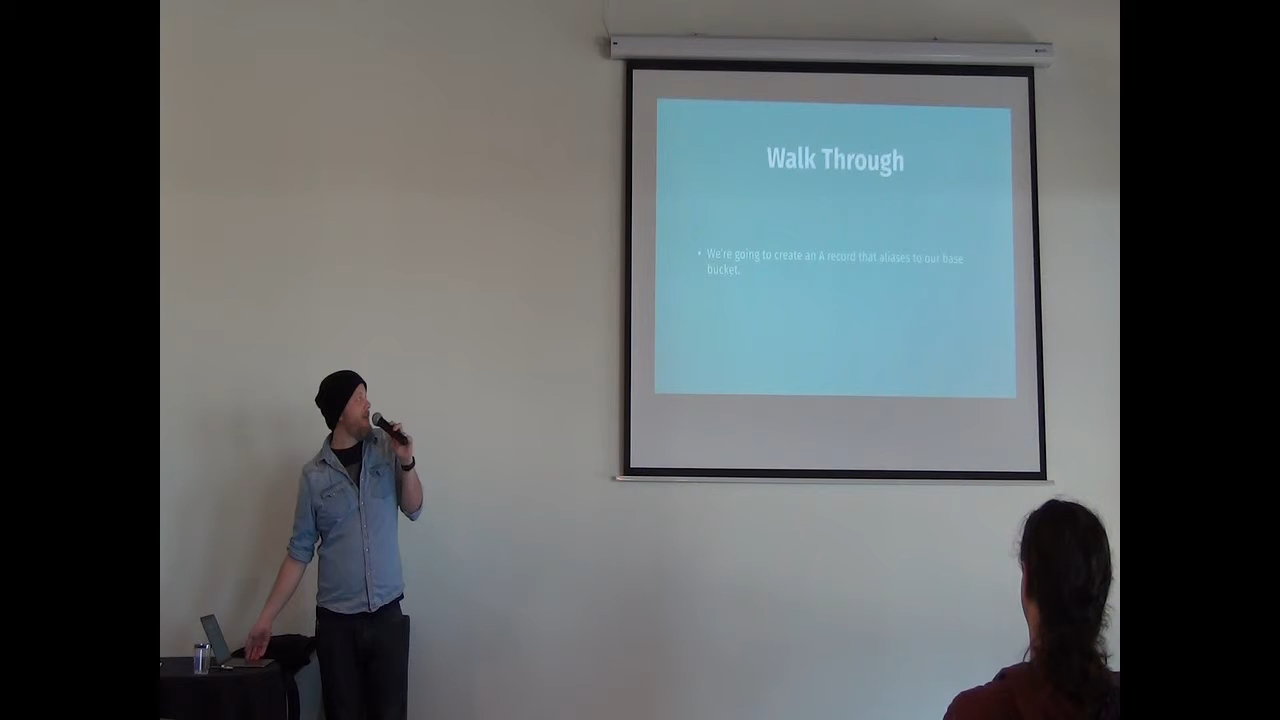 Walk Through
• We're going to create an A record that aliases to our base
bucket.